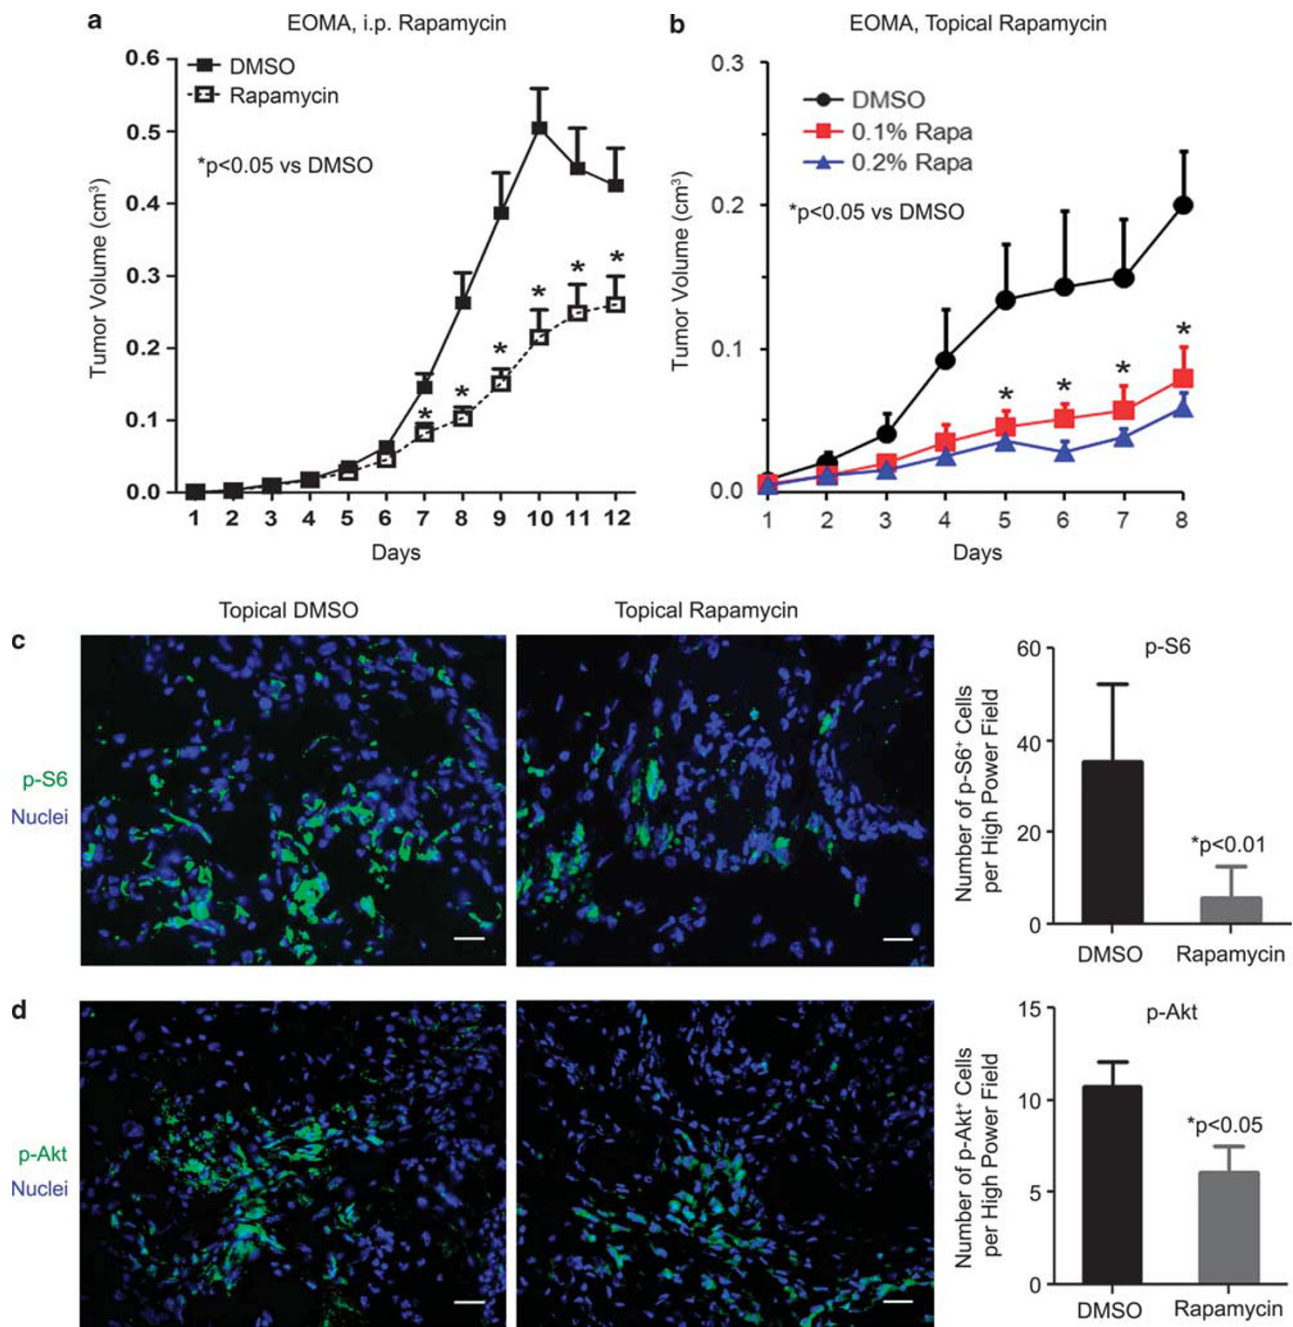 a
EOMA, i.p. Rapamycin
DMSO
Rapamycin
*p<0.05 vs DMSO
Tumor Volume (cm³)
0.6
0.5
0.4
0.3
0.2
0.1
0.0
* * * * * *
1 2 3 4 5 6 7 8 9 10 11 12
Days
b
EOMA, Topical Rapamycin
DMSO
0.1% Rapa
0.2% Rapa
*p<0.05 vs DMSO
Tumor Volume (cm³)
0.3
0.2
0.1
0.0
* * * *
1 2 3 4 5 6 7 8
Days
Topical DMSO
Topical Rapamycin
c
p-S6
Nuclei
p-S6
Number of p-S6⁺ Cells
per High Power Field
60
40
20
0
*p<0.01
DMSO
Rapamycin
d
p-Akt
Nuclei
p-Akt
Number of p-Akt⁺ Cells
per High Power Field
15
10
5
0
*p<0.05
DMSO
Rapamycin